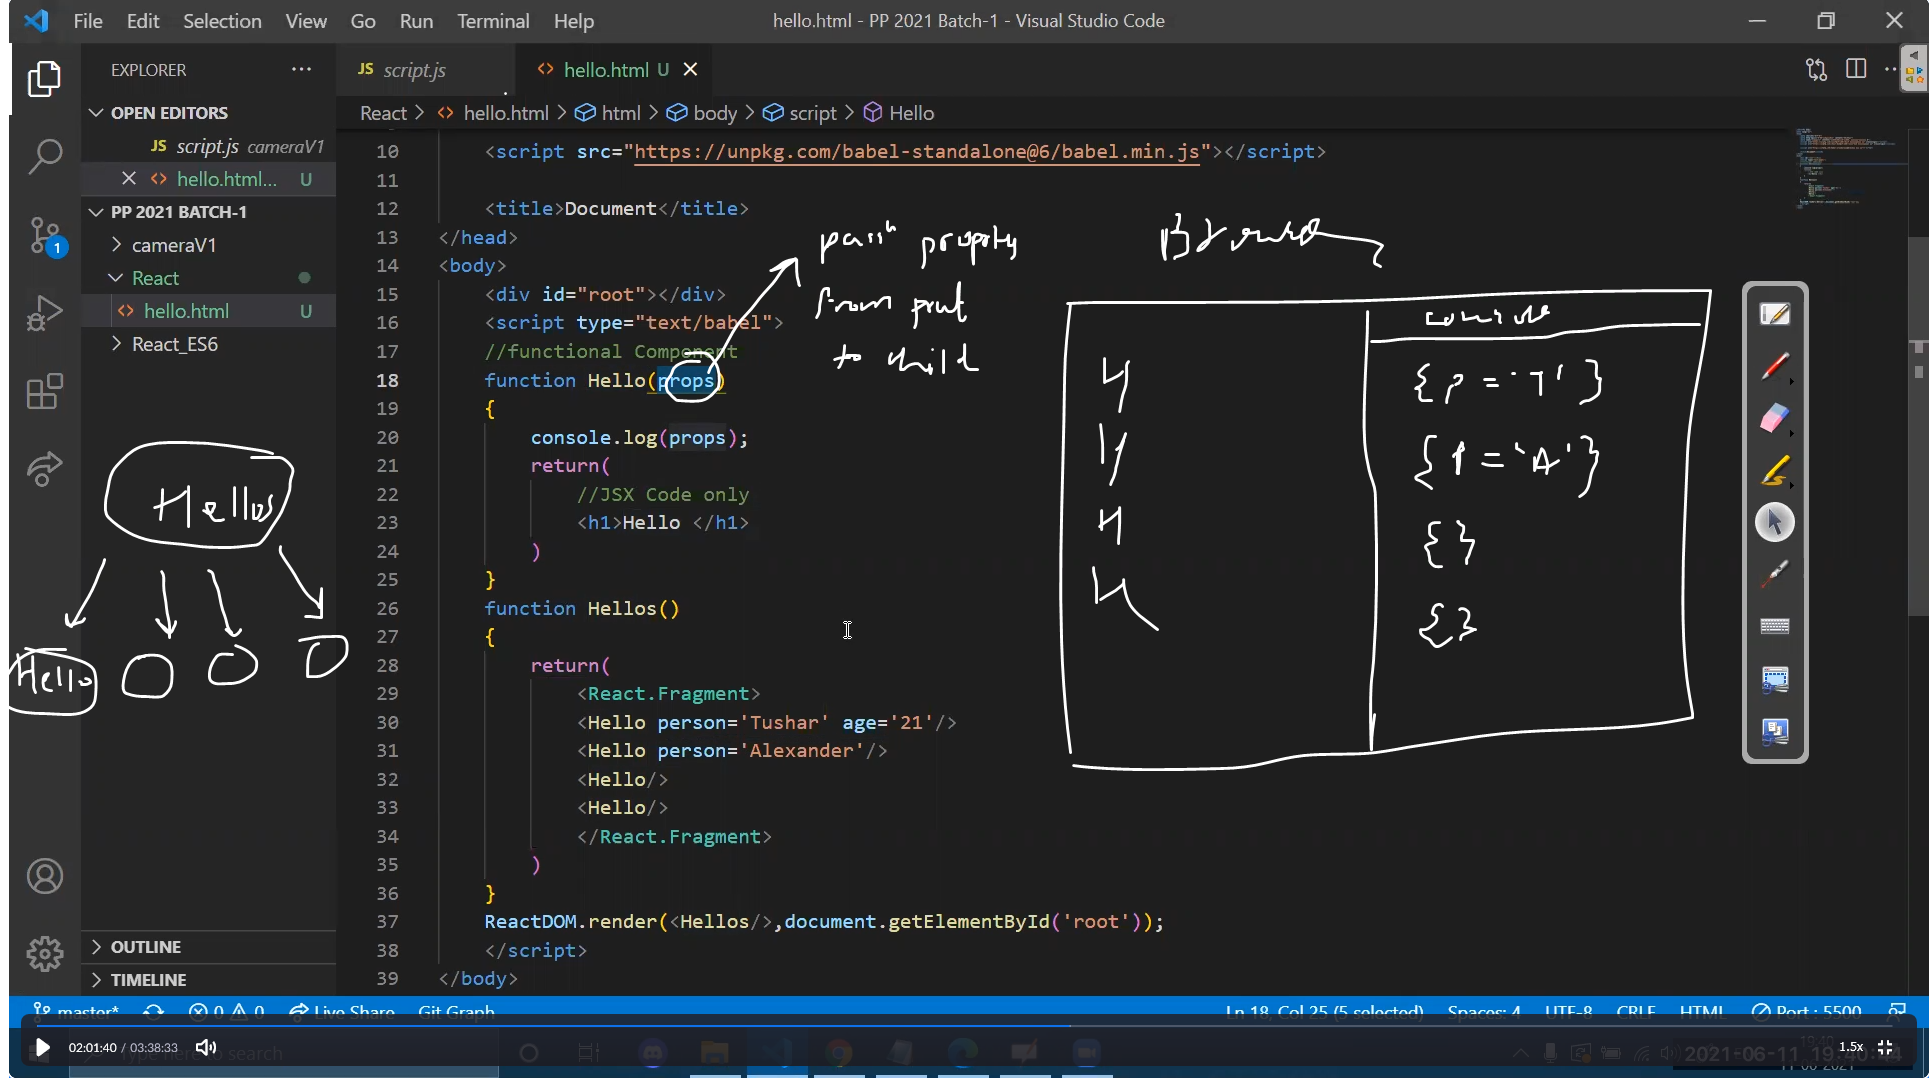 File Edit Selection View Go Run Terminal Help
hello.html - PP 2021 Batch-1 - Visual Studio Code
EXPLORER
OPEN EDITORS
JS script.js cameraV1
hello.html... U
PP 2021 BATCH-1
cameraV1
React
hello.html U
React_ES6
OUTLINE
TIMELINE
1
JS script.js
hello.html U
React > hello.html > html > body > script > Hello
10 <script src="https://unpkg.com/babel-standalone@6/babel.min.js"></script>
11
12 <title>Document</title>
13 </head>
14 <body>
15 <div id="root"></div>
16 <script type="text/babel">
17 //functional Component
18 function Hello(props)
19 {
20 console.log(props);
21 return(
22 //JSX Code only
23 <h1>Hello </h1>
24 )
25 }
26 function Hellos()
27 {
28 return(
29 <React.Fragment>
30 <Hello person='Tushar' age='21'/>
31 <Hello person='Alexander'/>
32 <Hello/>
33 <Hello/>
34 </React.Fragment>
35 )
36 }
37 ReactDOM.render(<Hellos/>,document.getElementById('root'));
38 </script>
39 </body>
Hellos
Hello
from
to child
H
H
H
H
{ P = 'T' }
{ P = 'A' }
{}
{}
master* 0 0 Live Share Git Graph
Ln 18, Col 25 (5 selected) Spaces: 4 UTF-8 CRLF HTML Port : 5500
02:01:40 / 03:38:33
1.5x
2021-06-11 19:40:44